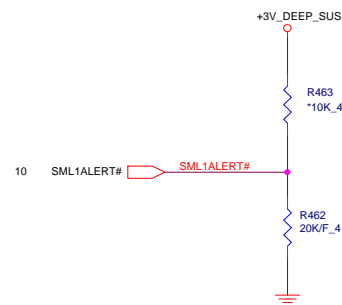 +3V_DEEP_SUS
R463
*10K_4
10 SML1ALERT# SML1ALERT#
R462
20K/F_4